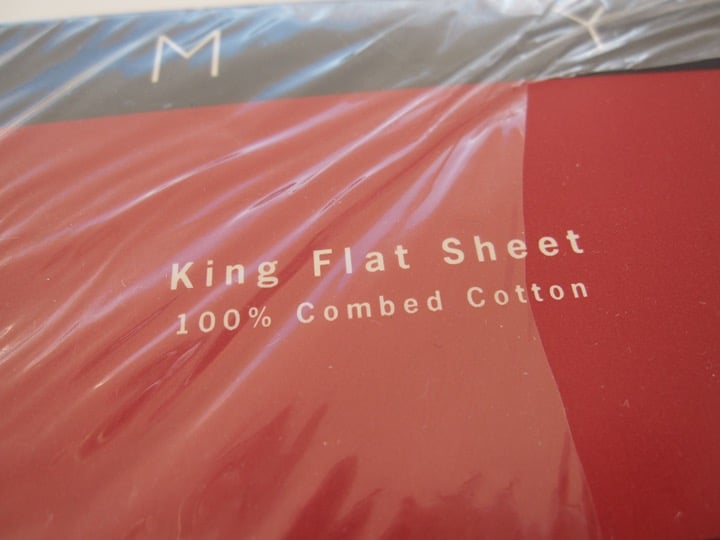 M Y
King Flat Sheet
100% Combed Cotton